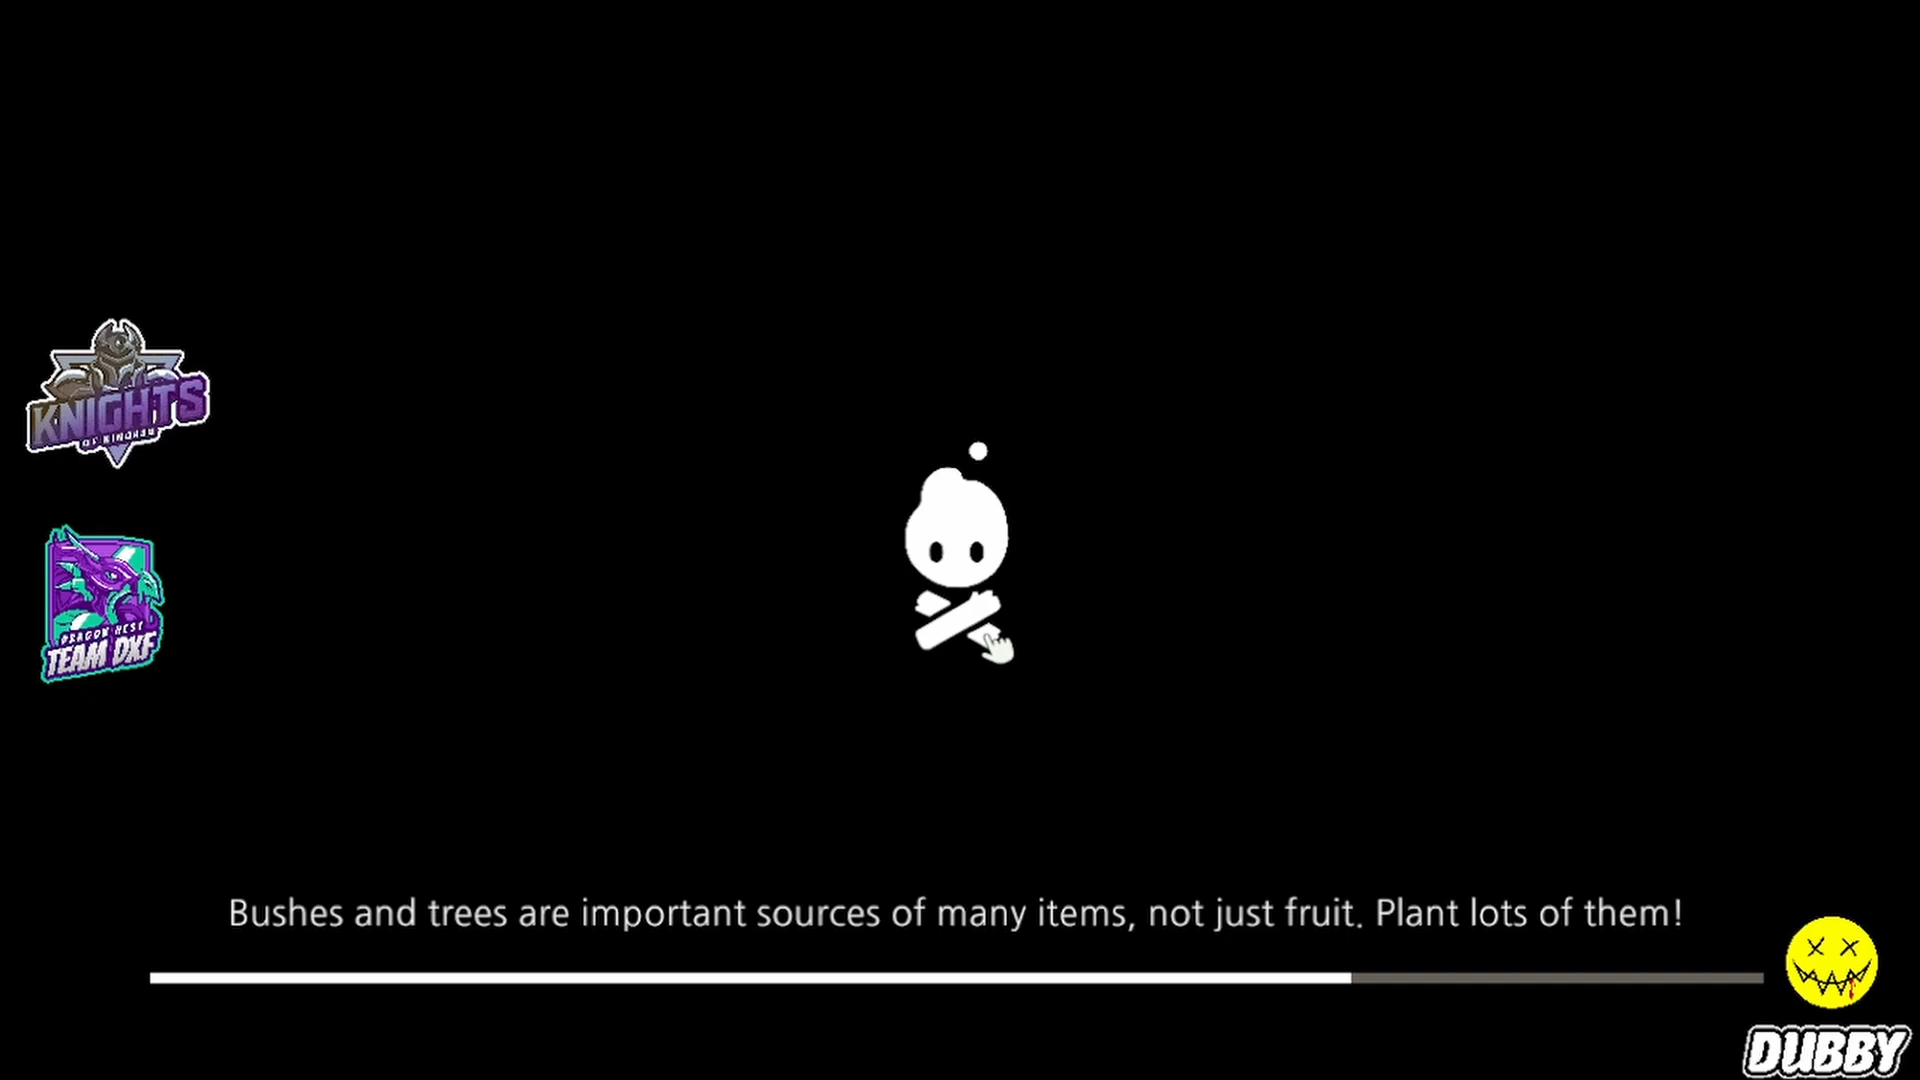 KNIGHTS
DRAGON REST
TEAM DXF
Bushes and trees are important sources of many items, not just fruit. Plant lots of them!
DUBBY